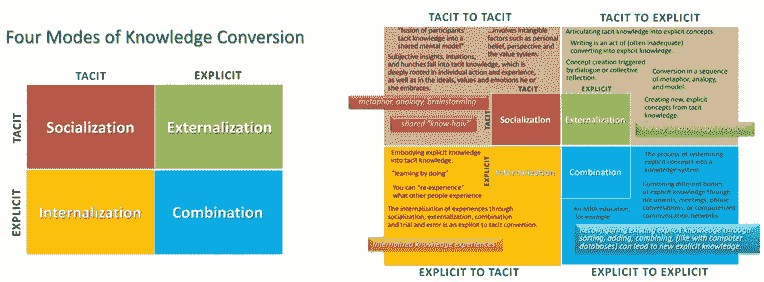 Four Modes of Knowledge Conversion
TACIT
EXPLICIT
TACIT
Socialization
Externalization
EXPLICIT
Internalization
Combination
TACIT TO TACIT
"fusion of participants'
tacit knowledge into a
shared mental model"
...involves intangible
factors such as personal
belief, perspective and
the value system.
Subjective insights, intuitions,
and hunches fall into tacit knowledge, which is
deeply rooted in individual action and experience,
as well as in the ideals, values and emotions he or
she embraces.
metaphor, analogy, brainstorming
shared "know-how"
TACIT TO EXPLICIT
Articulating tacit knowledge into explicit concepts.
Writing is an act of (often inadequate)
converting into explicit knowledge.
Concept creation triggered
by dialogue or collective
reflection.
Conversion in a sequence
of metaphor, analogy,
and model.
Creating new, explicit
concepts from tacit
knowledge.
TACIT
EXPLICIT
TACIT
Socialization
Externalization
EXPLICIT
Internalization
Combination
Embodying explicit knowledge
into tacit knowledge.
"learning by doing"
You can "re-experience"
what other people experience
The internalization of experiences (through
socialization, externalization, combination
and trial and error is an explicit to tacit conversion.
internalized knowledge experiences
EXPLICIT TO TACIT
The process of systemizing
explicit concepts into a
knowledge system.
Combining different bodies
of explicit knowledge through
documents, meetings, phone
conversations or computerized
communication networks
An MBA education,
for example
Reconfiguring existing explicit knowledge through
sorting, adding, combining, (like with computer
databases) can lead to new explicit knowledge.
EXPLICIT TO EXPLICIT